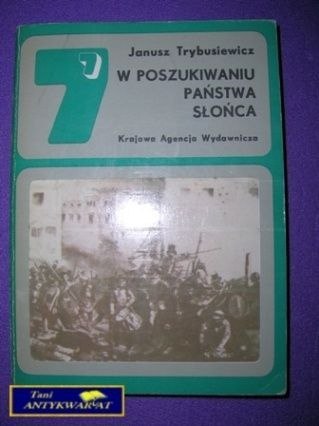 7
Janusz Trybusiewicz
W POSZUKIWANIU
PAŃSTWA
SŁOŃCA
Krajowa Agencja Wydawnicza
Tani
ANTYKWARIAT